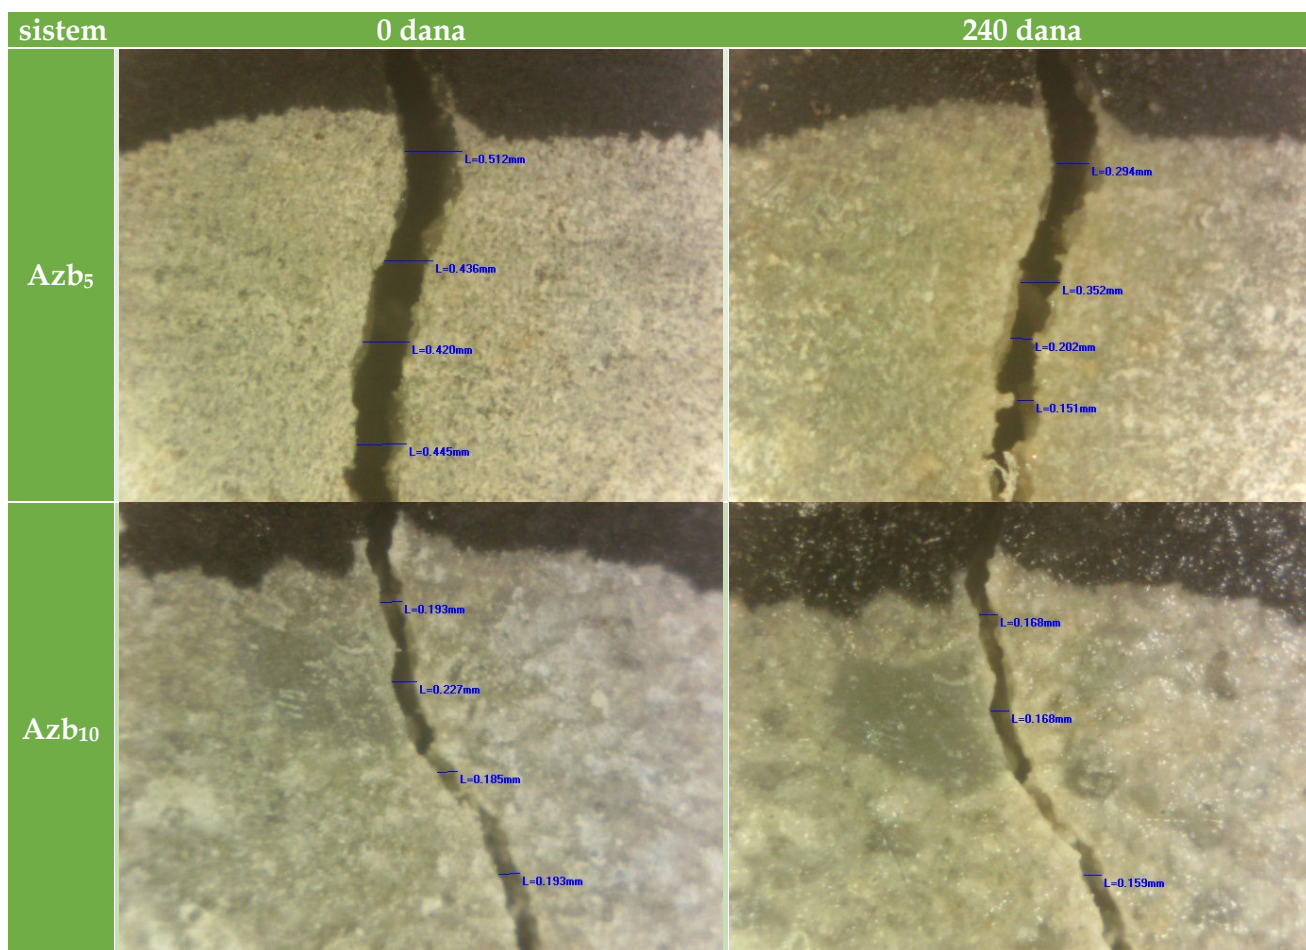 sistem 0 dana 240 dana
Azb₅
L=0.512mm
L=0.436mm
L=0.420mm
L=0.445mm
L=0.294mm
L=0.352mm
L=0.202mm
L=0.151mm
Azb₁₀
L=0.193mm
L=0.227mm
L=0.185mm
L=0.193mm
L=0.168mm
L=0.168mm
L=0.159mm